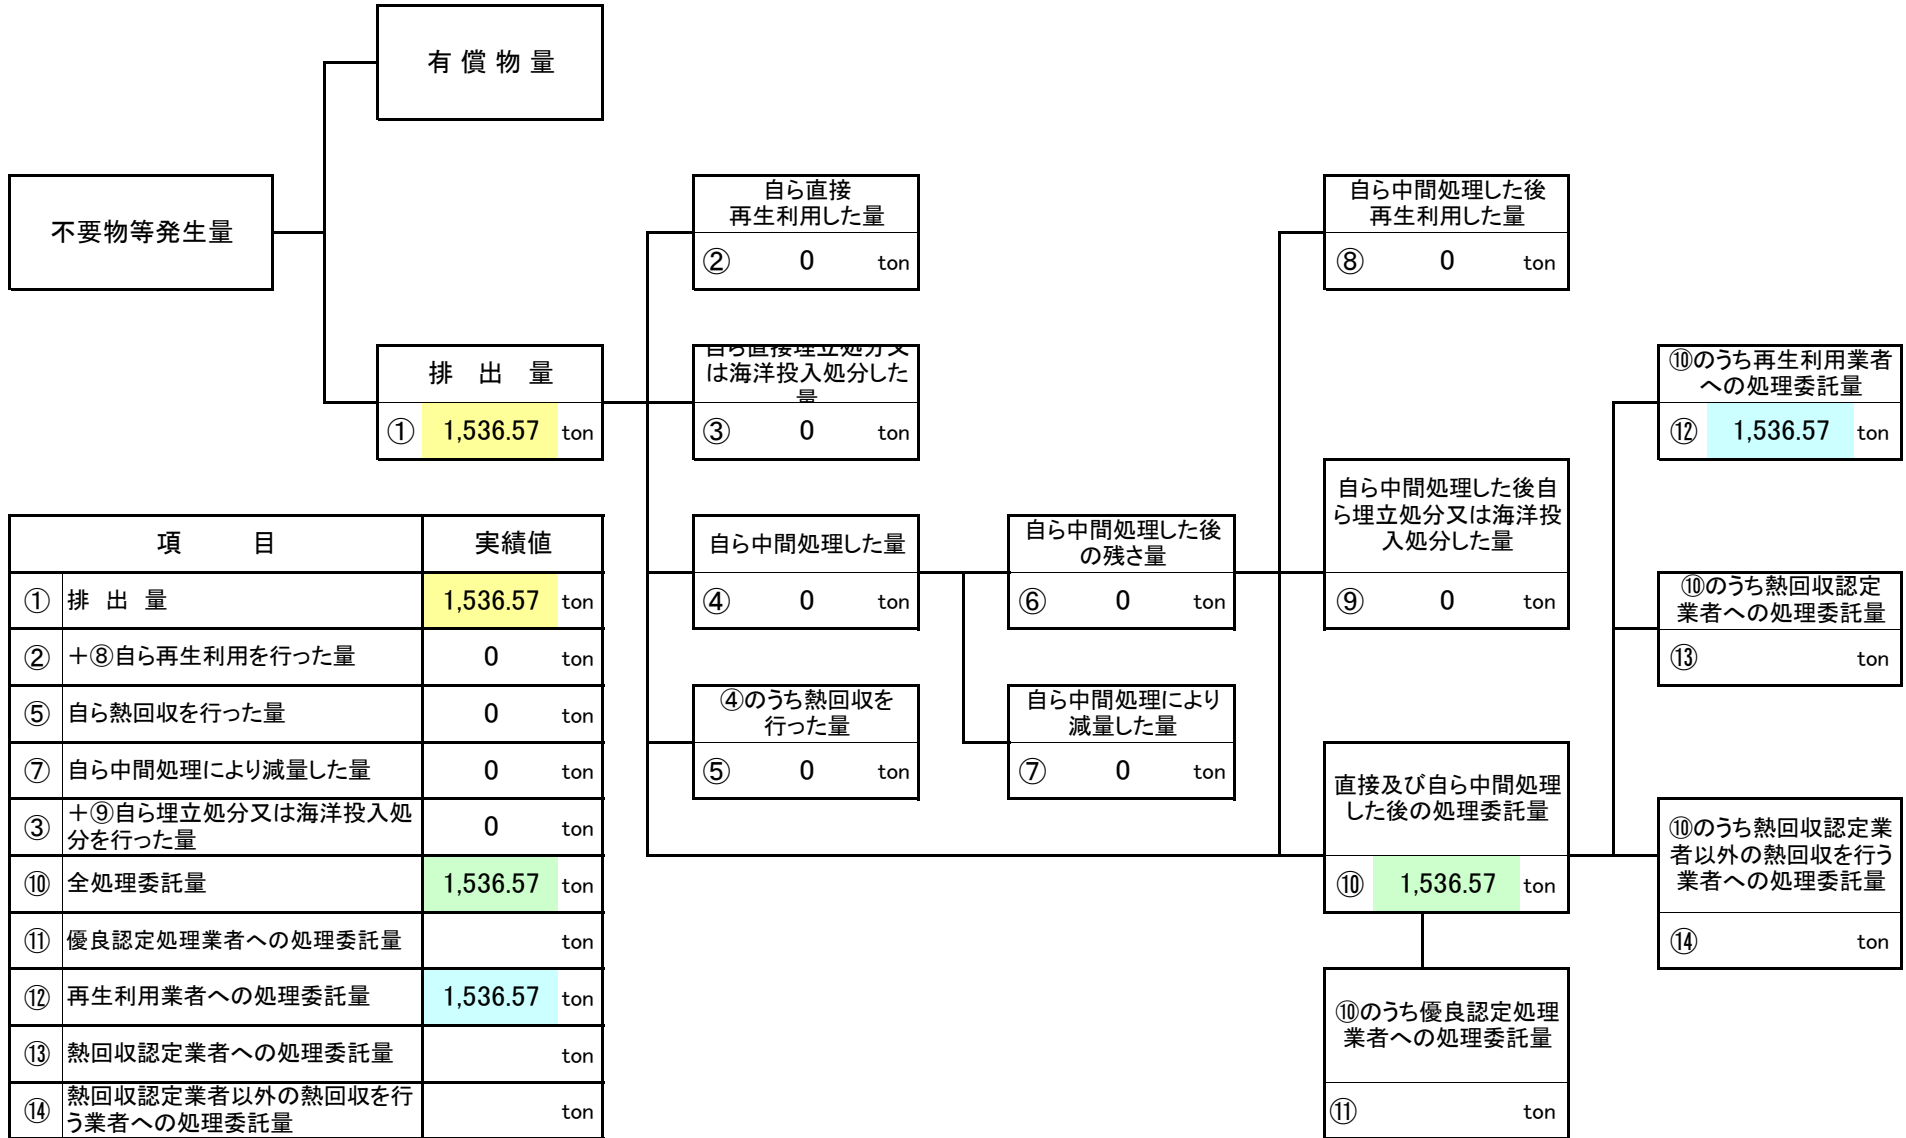 有 償 物 量
不要物等発生量
自ら直接
再生利用した量
② 0 ton
自ら中間処理した後
再生利用した量
⑧ 0 ton
排 出 量
① 1,536.57 ton
自ら直接埋立処分又
は海洋投入処分した
量
③ 0 ton
⑩のうち再生利用業者
への処理委託量
⑫ 1,536.57 ton
自ら中間処理した量
④ 0 ton
自ら中間処理した後
の残さ量
⑥ 0 ton
自ら中間処理した後自
ら埋立処分又は海洋投
入処分した量
⑨ 0 ton
⑩のうち熱回収認定
業者への処理委託量
⑬ ton
④のうち熱回収を
行った量
⑤ 0 ton
自ら中間処理により
減量した量
⑦ 0 ton
直接及び自ら中間処理
した後の処理委託量
⑩ 1,536.57 ton
⑩のうち熱回収認定業
者以外の熱回収を行う
業者への処理委託量
⑭ ton
⑩のうち優良認定処理
業者への処理委託量
⑪ ton
項 目 実績値
① 排 出 量 1,536.57 ton
② +⑧自ら再生利用を行った量 0 ton
⑤ 自ら熱回収を行った量 0 ton
⑦ 自ら中間処理により減量した量 0 ton
③ +⑨自ら埋立処分又は海洋投入処
分を行った量 0 ton
⑩ 全処理委託量 1,536.57 ton
⑪ 優良認定処理業者への処理委託量 ton
⑫ 再生利用業者への処理委託量 1,536.57 ton
⑬ 熱回収認定業者への処理委託量 ton
⑭ 熱回収認定業者以外の熱回収を行
う業者への処理委託量 ton